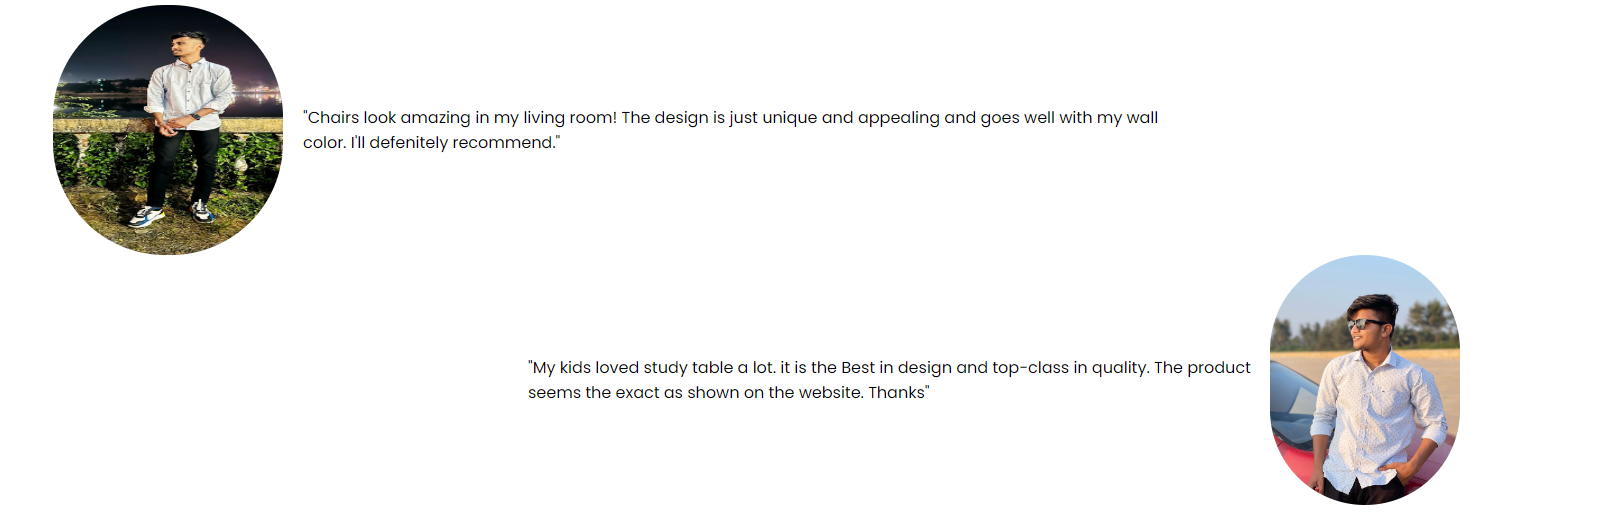 "Chairs look amazing in my living room! The design is just unique and appealing and goes well with my wall
color. I'll defenitely recommend."
"My kids loved study table a lot. it is the Best in design and top-class in quality. The product
seems the exact as shown on the website. Thanks"